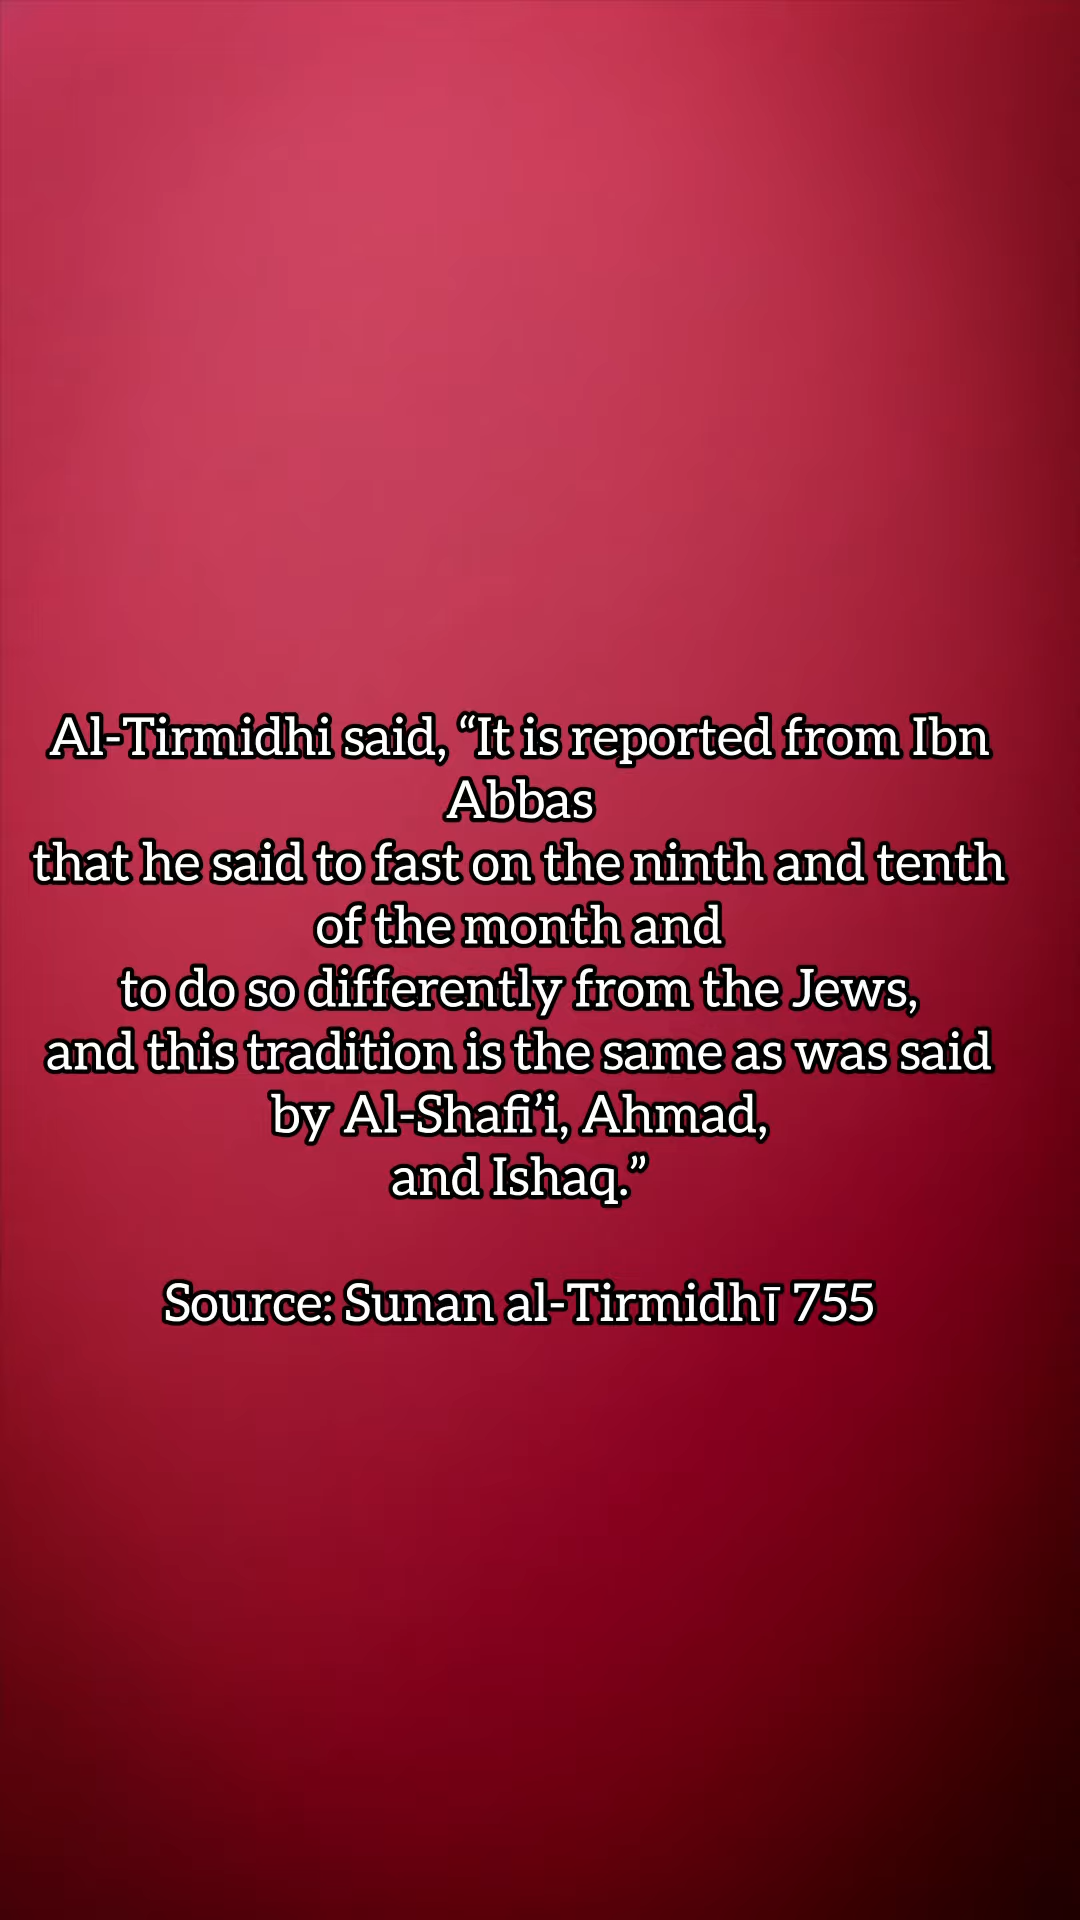 Al-Tirmidhi said, “It is reported from Ibn
Abbas
that he said to fast on the ninth and tenth
of the month and
to do so differently from the Jews,
and this tradition is the same as was said
by Al-Shafi’i, Ahmad,
and Ishaq.”
Source: Sunan al-Tirmidhī 755